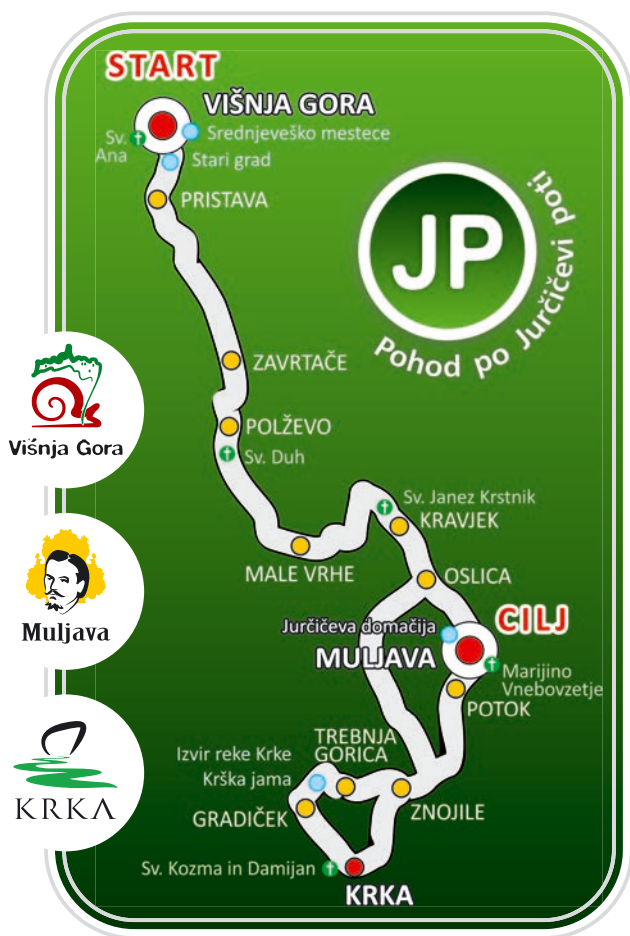 START
VIŠNJA GORA
Srednjeveško mestece
Sv.
Ana
Stari grad
PRISTAVA
JP
Pohod po Jurčičevi poti
ZAVRTAČE
Višnja Gora
POLŽEVO
Sv. Duh
Sv. Janez Krstnik
KRAVJEK
MALE VRHE
OSLICA
CILJ
Jurčičeva domačija
MULJAVA
Muljava
Marijino
Vnebovzetje
POTOK
TREBNJA
GORICA
Izvir reke Krke
Krška jama
GRADIČEK
ZNOJILE
KRKA
Sv. Kozma in Damijan
KRKA